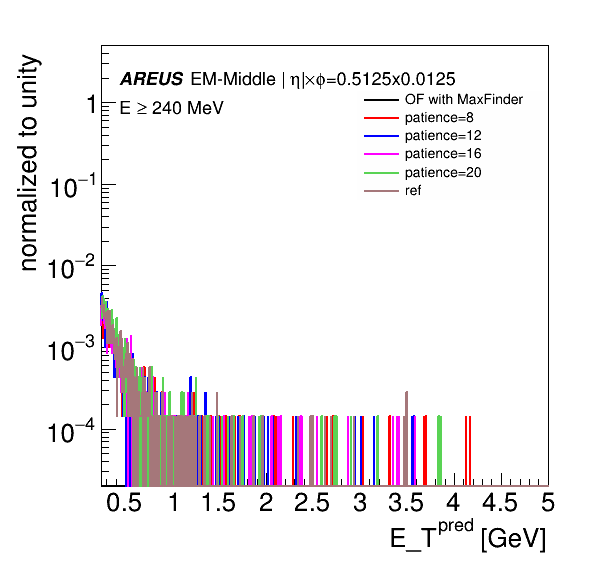 normalized to unity
AREUS EM-Middle | η|×ϕ=0.5125x0.0125
E ≥ 240 MeV
OF with MaxFinder
patience=8
patience=12
patience=16
patience=20
ref
1
10−1
10−2
10−3
10−4
0.5 1 1.5 2 2.5 3 3.5 4 4.5 5
E_T^pred [GeV]